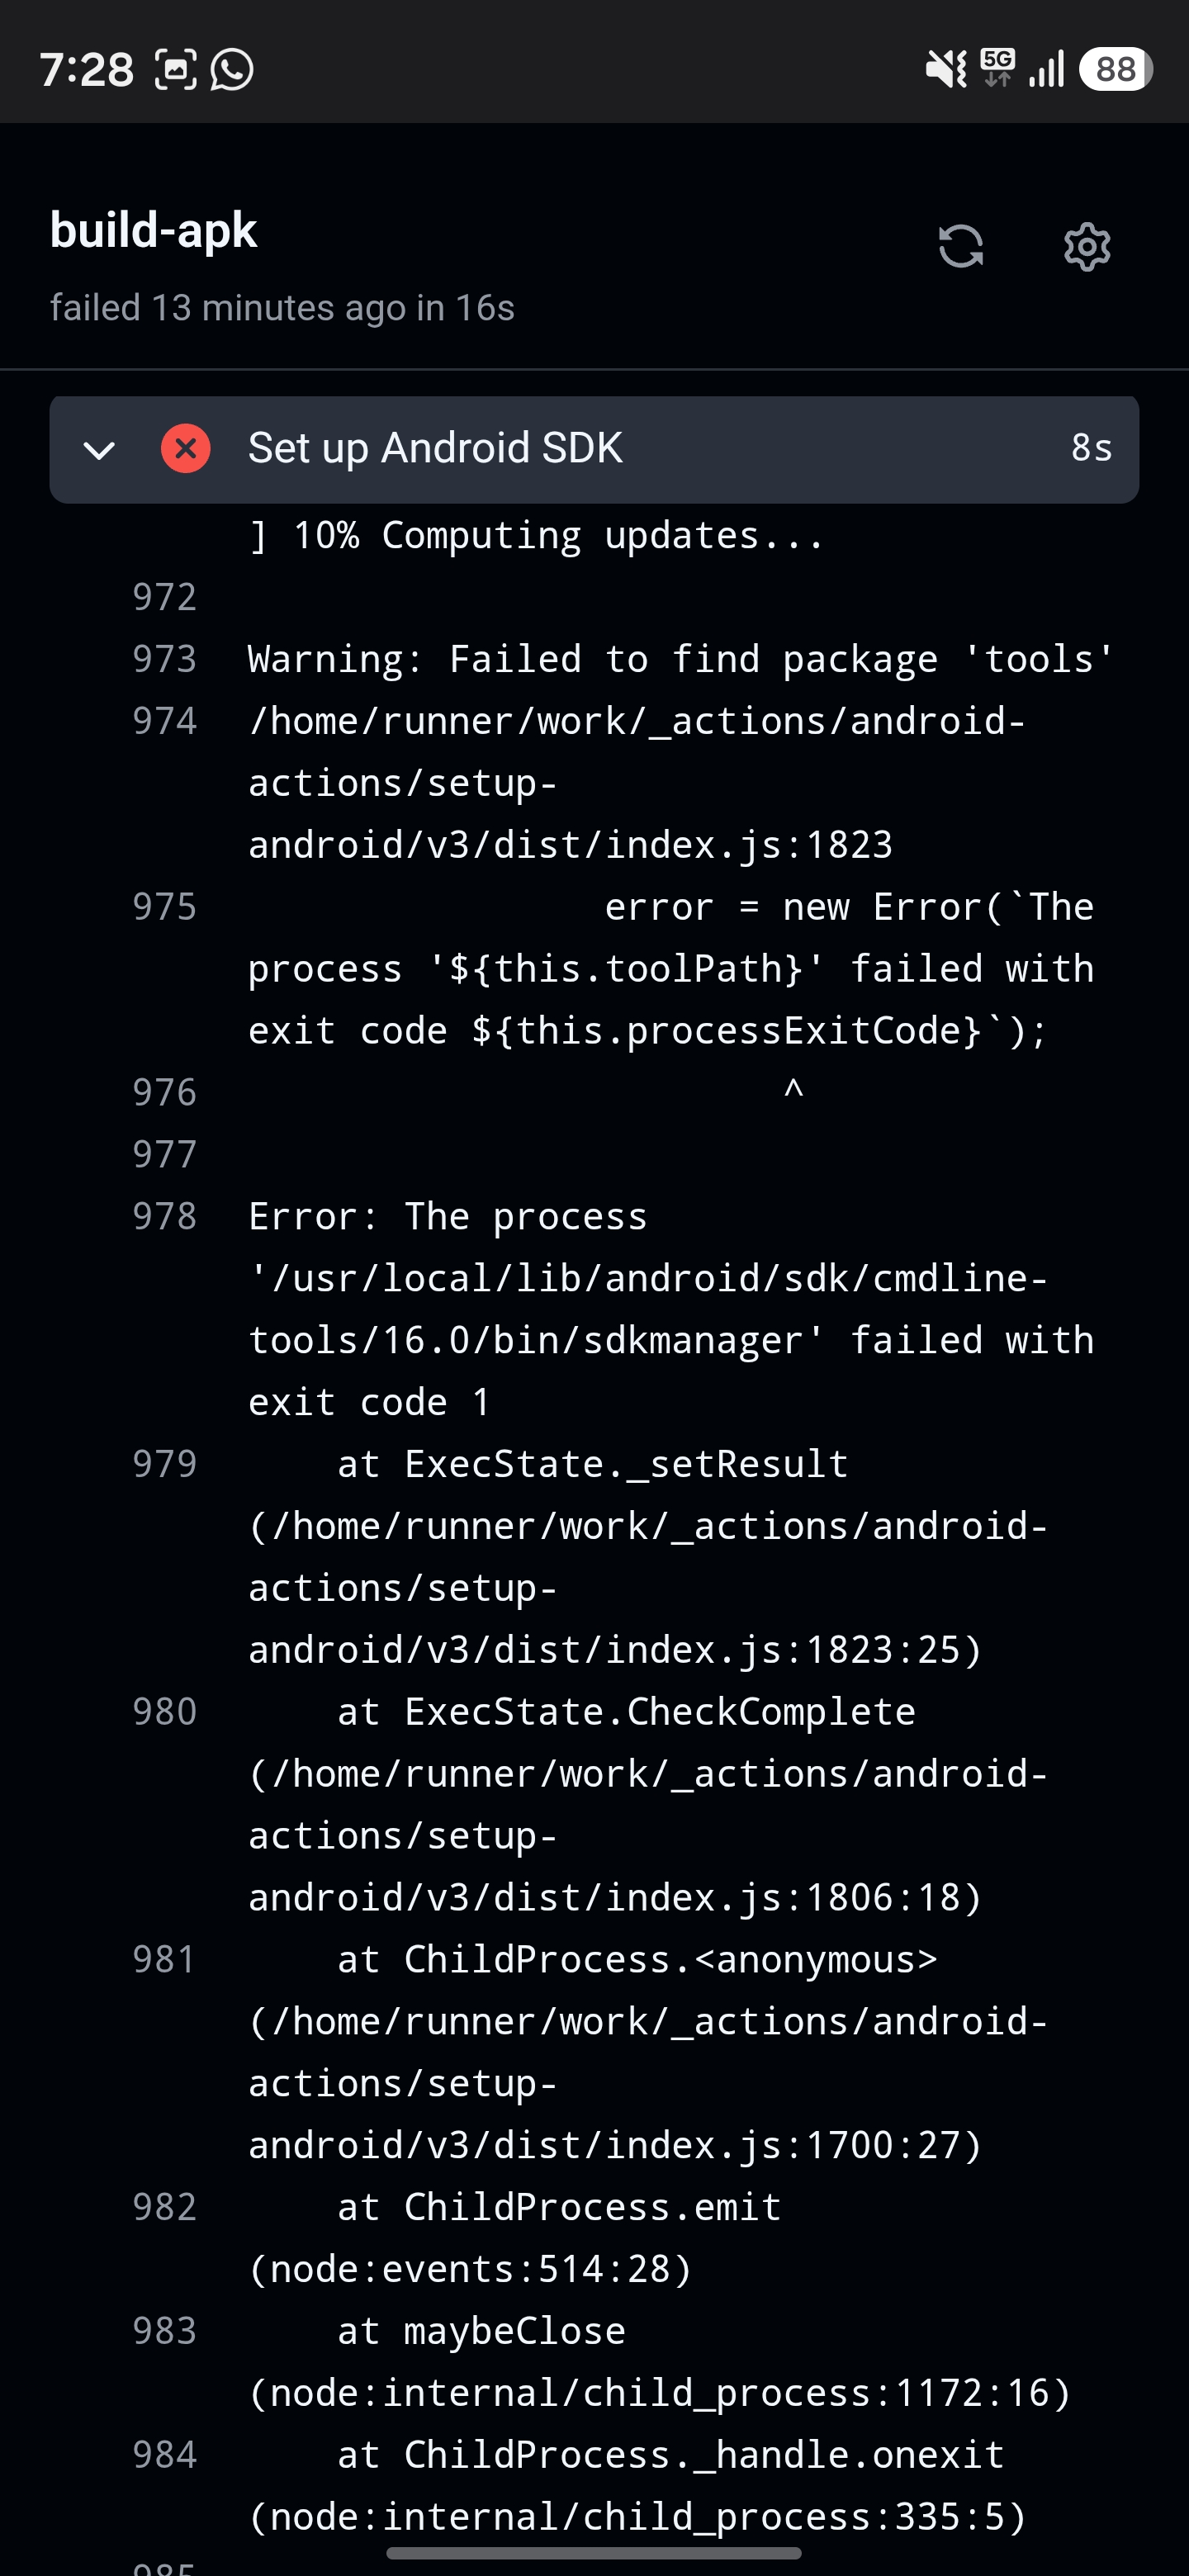 7:28
5G
88
build-apk
failed 13 minutes ago in 16s
Set up Android SDK 8s
] 10% Computing updates...
972
973 Warning: Failed to find package 'tools'
974 /home/runner/work/_actions/android-
actions/setup-
android/v3/dist/index.js:1823
975 error = new Error(`The
process '${this.toolPath}' failed with
exit code ${this.processExitCode}`);
976 ^
977
978 Error: The process
'/usr/local/lib/android/sdk/cmdline-
tools/16.0/bin/sdkmanager' failed with
exit code 1
979 at ExecState._setResult
(/home/runner/work/_actions/android-
actions/setup-
android/v3/dist/index.js:1823:25)
980 at ExecState.CheckComplete
(/home/runner/work/_actions/android-
actions/setup-
android/v3/dist/index.js:1806:18)
981 at ChildProcess.<anonymous>
(/home/runner/work/_actions/android-
actions/setup-
android/v3/dist/index.js:1700:27)
982 at ChildProcess.emit
(node:events:514:28)
983 at maybeClose
(node:internal/child_process:1172:16)
984 at ChildProcess._handle.onexit
(node:internal/child_process:335:5)
985